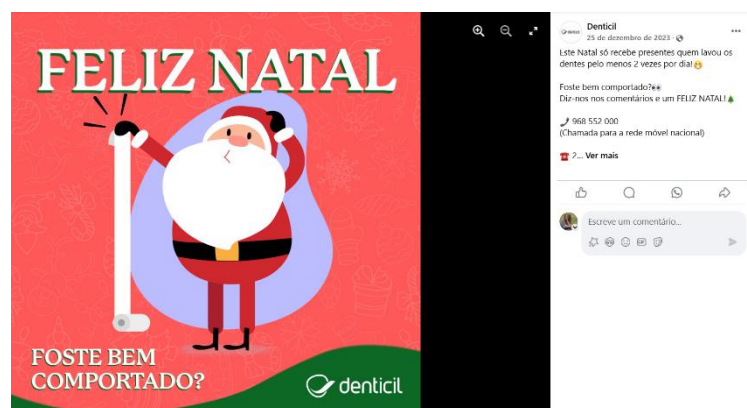 FELIZ NATAL
FOSTE BEM
COMPORTADO?
denticil
Denticil
25 de dezembro de 2023 ·
Este Natal só recebe presentes quem lavou os
dentes pelo menos 2 vezes por dia!
Foste bem comportado?
Diz-nos nos comentários e um FELIZ NATAL!
968 552 000
(Chamada para a rede móvel nacional)
2... Ver mais
Escreve um comentário...
GIF